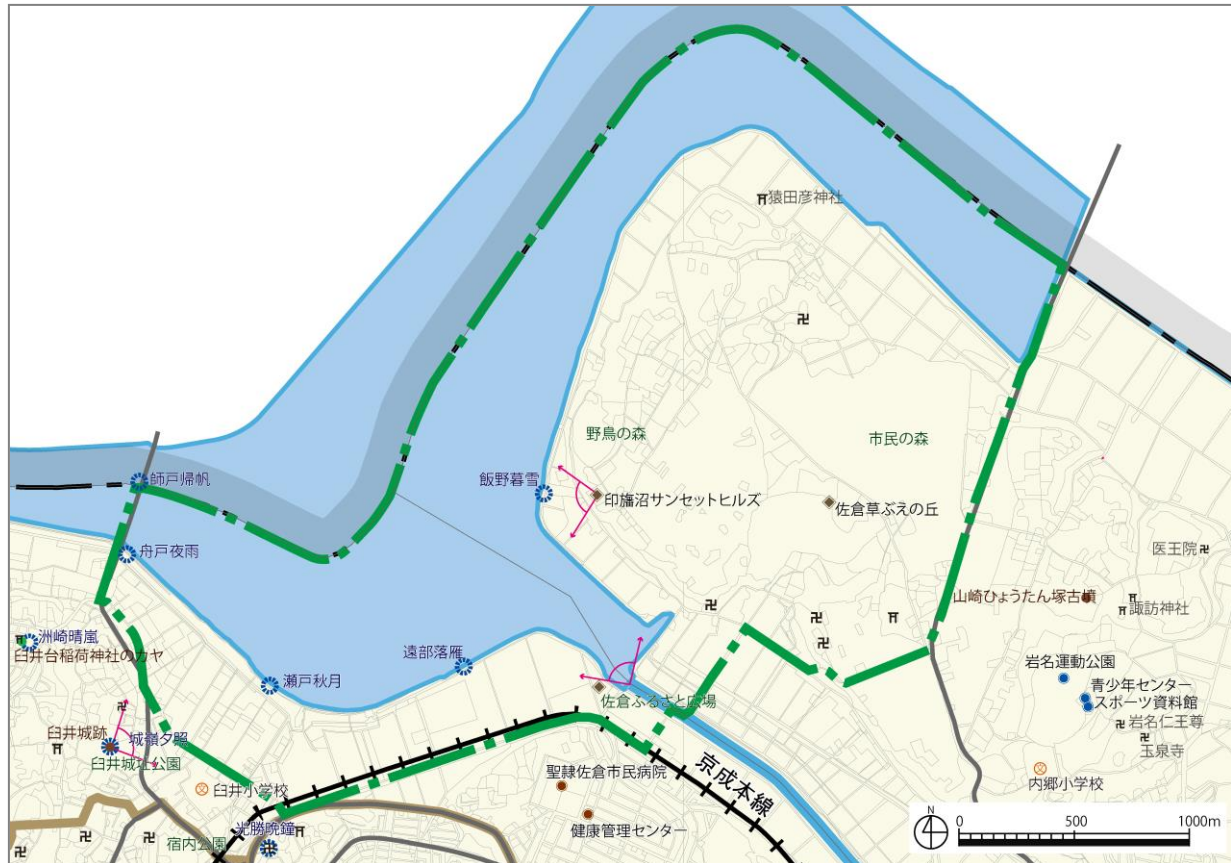 猿田彦神社
野鳥の森
市民の森
師戸帰帆
飯野暮雪
印旛沼サンセットヒルズ
佐倉草ぶえの丘
舟戸夜雨
医王院
山崎ひょうたん塚古墳
諏訪神社
洲崎晴嵐
臼井台稲荷神社のカヤ
遠部落雁
瀬戸秋月
岩名運動公園
青少年センター
スポーツ資料館
佐倉ふるさと広場
岩名仁王尊
玉泉寺
臼井城跡
城嶺夕照
臼井城址公園
京成本線
聖隷佐倉市民病院
臼井小学校
内郷小学校
光勝晩鐘
宿内公園
健康管理センター
N
0 500 1000m